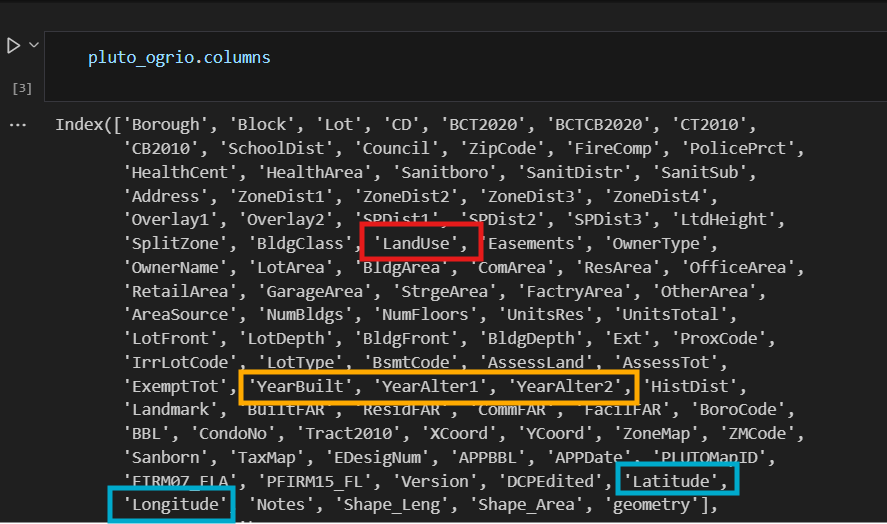 pluto_ogrio.columns
[3]
Index(['Borough', 'Block', 'Lot', 'CD', 'BCT2020', 'BCTCB2020', 'CT2010',
'CB2010', 'SchoolDist', 'Council', 'ZipCode', 'FireComp', 'PolicePrct',
'HealthCent', 'HealthArea', 'Sanitboro', 'SanitDistr', 'SanitSub',
'Address', 'ZoneDist1', 'ZoneDist2', 'ZoneDist3', 'ZoneDist4',
'Overlay1', 'Overlay2', 'SPDist1', 'SPDist2', 'SPDist3', 'LtdHeight',
'SplitZone', 'BldgClass', 'LandUse', 'Easements', 'OwnerType',
'OwnerName', 'LotArea', 'BldgArea', 'ComArea', 'ResArea', 'OfficeArea',
'RetailArea', 'GarageArea', 'StrgeArea', 'FactryArea', 'OtherArea',
'AreaSource', 'NumBldgs', 'NumFloors', 'UnitsRes', 'UnitsTotal',
'LotFront', 'LotDepth', 'BldgFront', 'BldgDepth', 'Ext', 'ProxCode',
'IrrLotCode', 'LotType', 'BsmtCode', 'AssessLand', 'AssessTot',
'ExemptTot', 'YearBuilt', 'YearAlter1', 'YearAlter2', 'HistDist',
'Landmark', 'BuiltFAR', 'ResidFAR', 'CommFAR', 'FacilFAR', 'BoroCode',
'BBL', 'CondoNo', 'Tract2010', 'XCoord', 'YCoord', 'ZoneMap', 'ZMCode',
'Sanborn', 'TaxMap', 'EDesigNum', 'APPBBL', 'APPDate', 'PLUTOMapID',
'FIRM07_FLA', 'PFIRM15_FL', 'Version', 'DCPEdited', 'Latitude',
'Longitude', 'Notes', 'Shape_Leng', 'Shape_Area', 'geometry'],